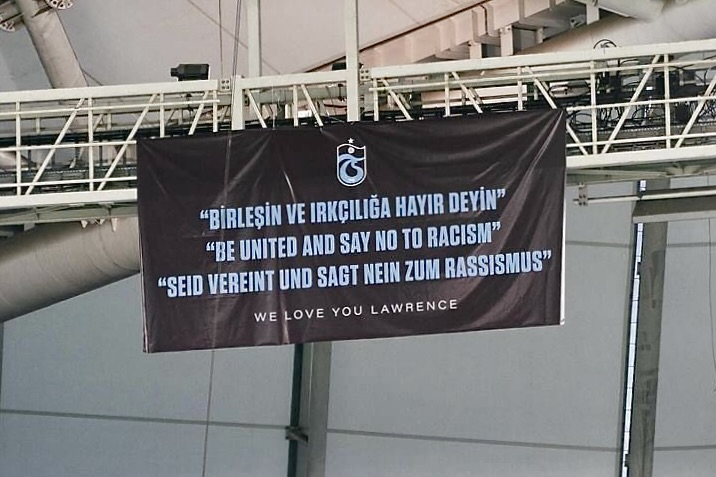 “BİRLEŞİN VE IRKÇILIĞA HAYIR DEYİN”
“BE UNITED AND SAY NO TO RACISM”
“SEID VEREINT UND SAGT NEIN ZUM RASSISMUS”
WE LOVE YOU LAWRENCE